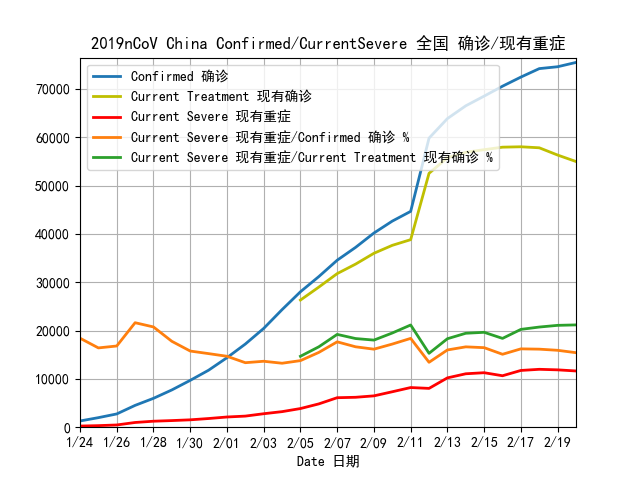 2019nCoV China Confirmed/CurrentSevere 全国 确诊/现有重症
Confirmed 确诊
Current Treatment 现有确诊
Current Severe 现有重症
Current Severe 现有重症/Confirmed 确诊 %
Current Severe 现有重症/Current Treatment 现有确诊 %
70000
60000
50000
40000
30000
20000
10000
0
1/24 1/26 1/28 1/30 2/01 2/03 2/05 2/07 2/09 2/11 2/13 2/15 2/17 2/19
Date 日期